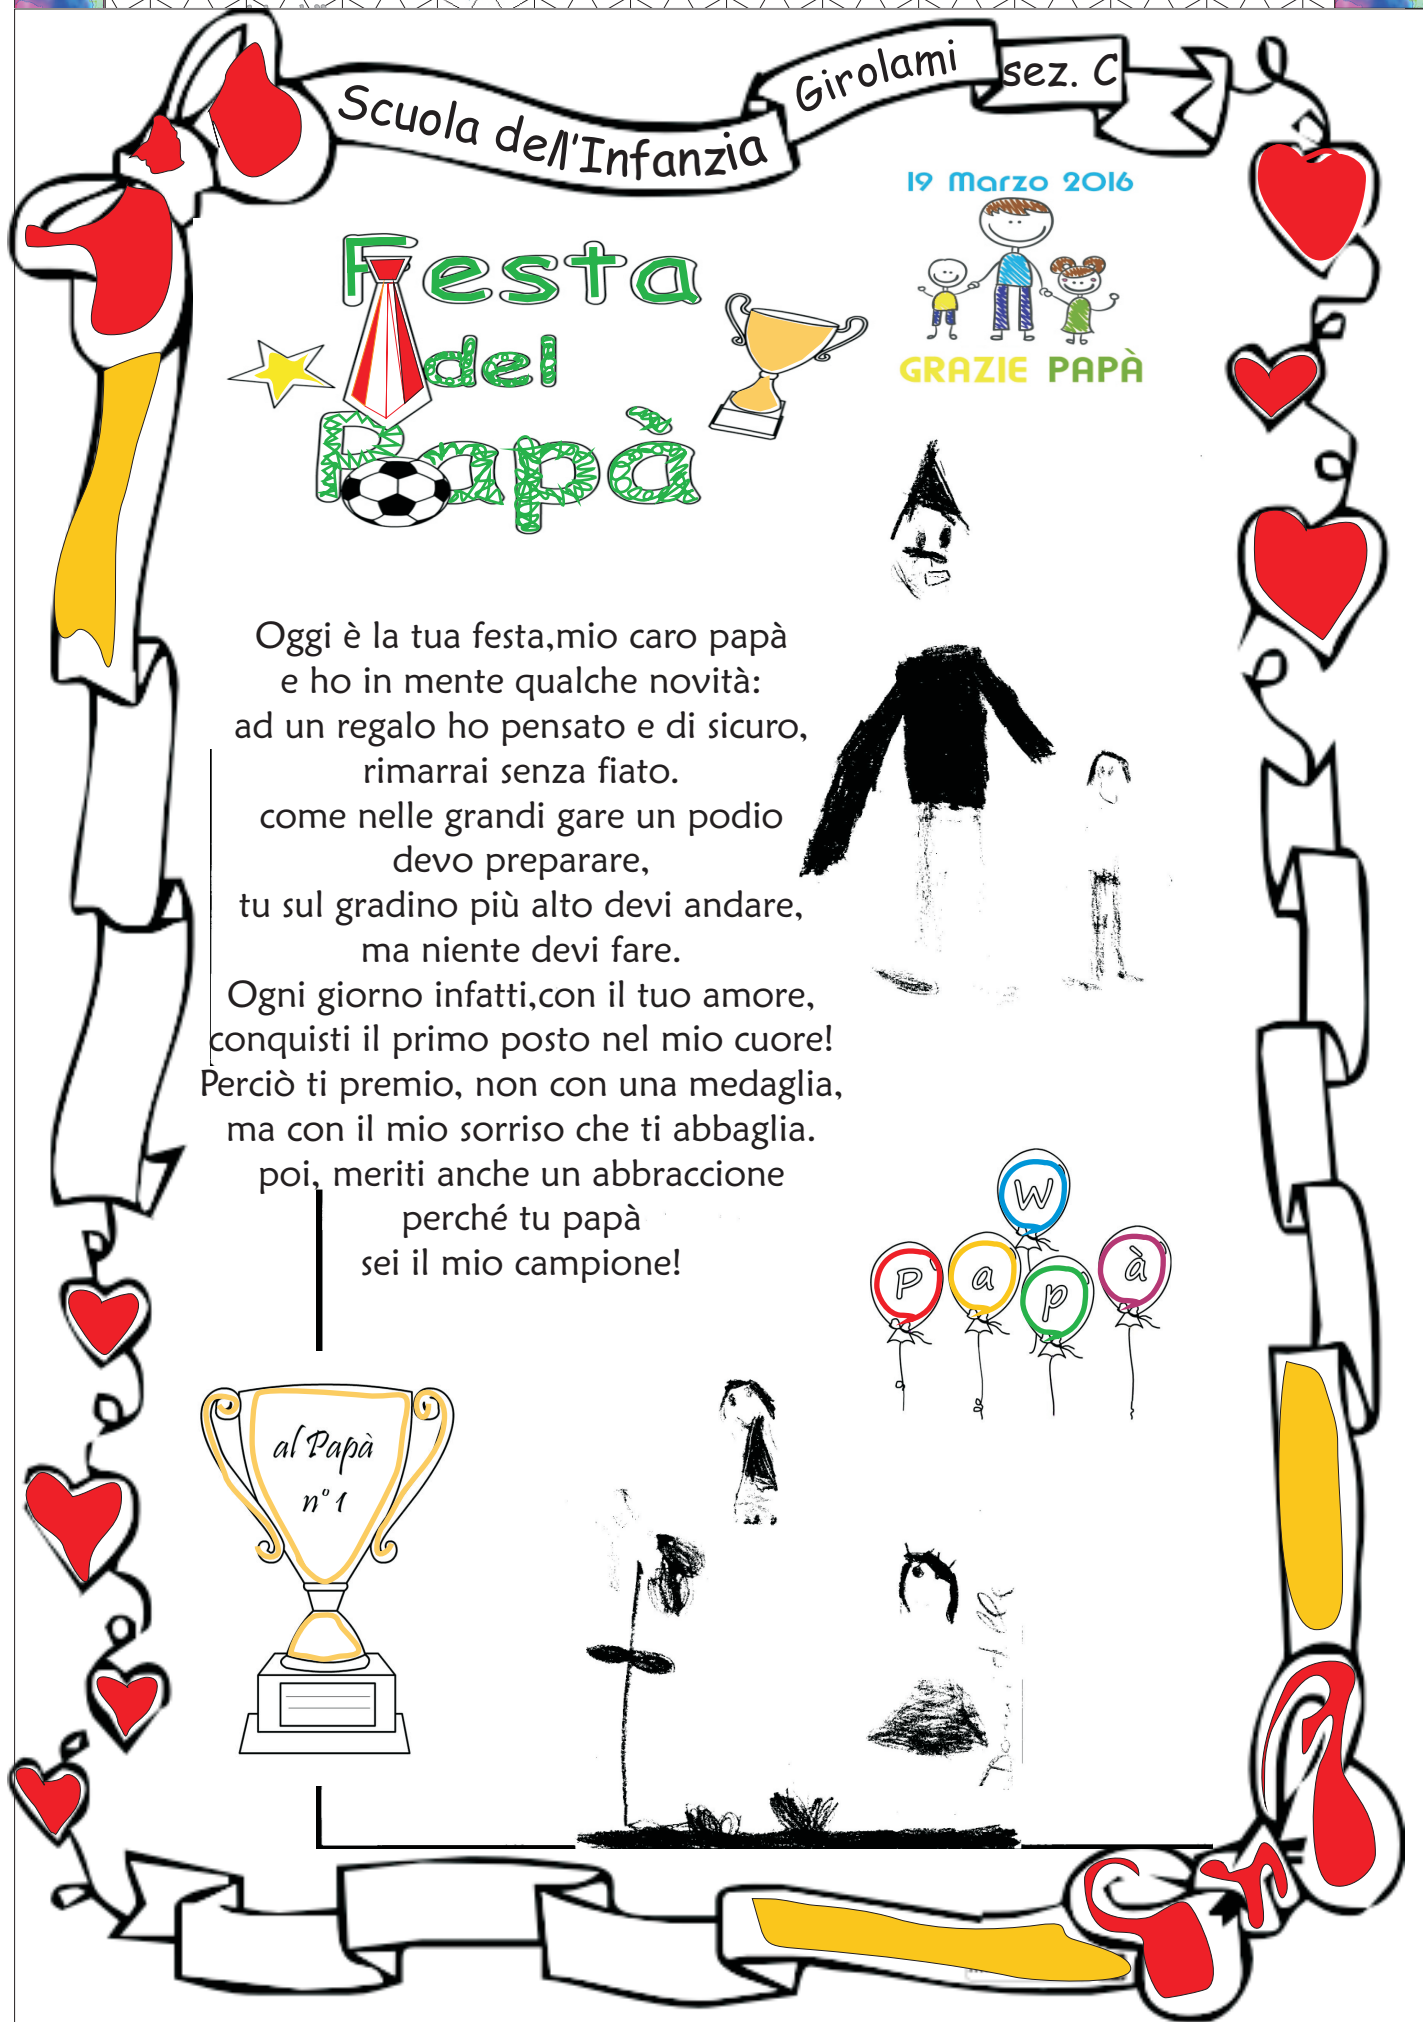 Scuola dell'Infanzia Girolami sez. C
19 Marzo 2016
Festa
del
Papà
GRAZIE PAPÀ
Oggi è la tua festa,mio caro papà
e ho in mente qualche novità:
ad un regalo ho pensato e di sicuro,
rimarrai senza fiato.
come nelle grandi gare un podio
devo preparare,
tu sul gradino più alto devi andare,
ma niente devi fare.
Ogni giorno infatti,con il tuo amore,
conquisti il primo posto nel mio cuore!
Perciò ti premio, non con una medaglia,
ma con il mio sorriso che ti abbaglia.
poi, meriti anche un abbraccione
perché tu papà
sei il mio campione!
W
Papà
al Papà
n° 1